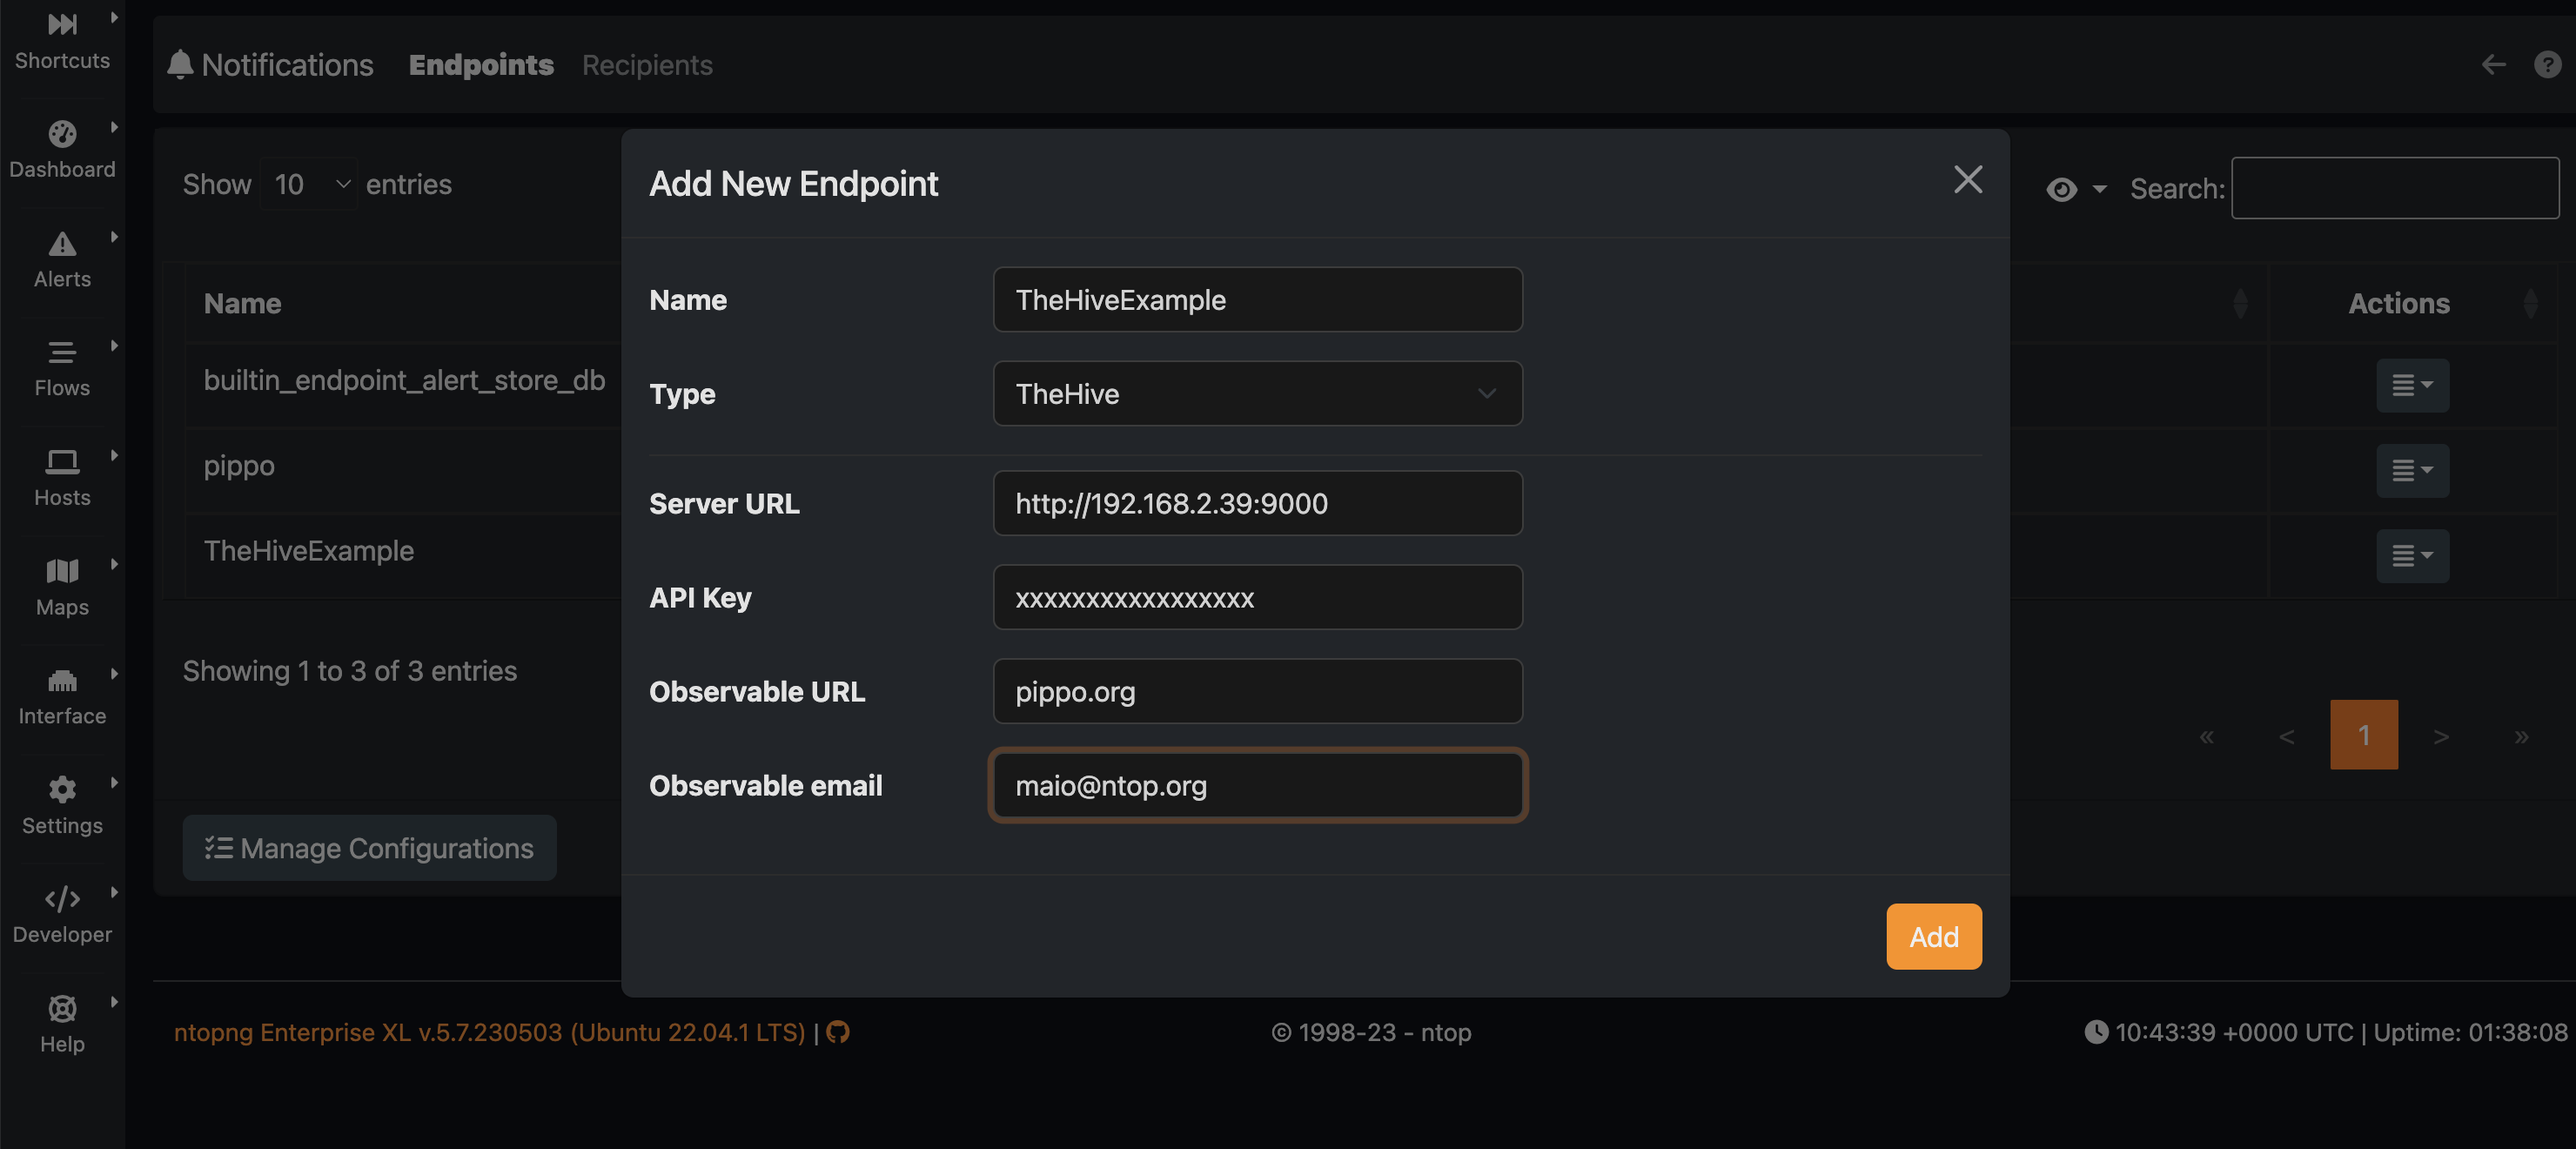 Shortcuts
Dashboard
Alerts
Flows
Hosts
Maps
Interface
Settings
Developer
Help
Notifications Endpoints Recipients
Show 10 entries
Search:
Name
Actions
builtin_endpoint_alert_store_db
pippo
TheHiveExample
Showing 1 to 3 of 3 entries
« < 1 > »
Manage Configurations
Add New Endpoint
Name TheHiveExample
Type TheHive
Server URL http://192.168.2.39:9000
API Key xxxxxxxxxxxxxxxxx
Observable URL pippo.org
Observable email maio@ntop.org
Add
ntopng Enterprise XL v.5.7.230503 (Ubuntu 22.04.1 LTS) |
© 1998-23 - ntop
10:43:39 +0000 UTC | Uptime: 01:38:08